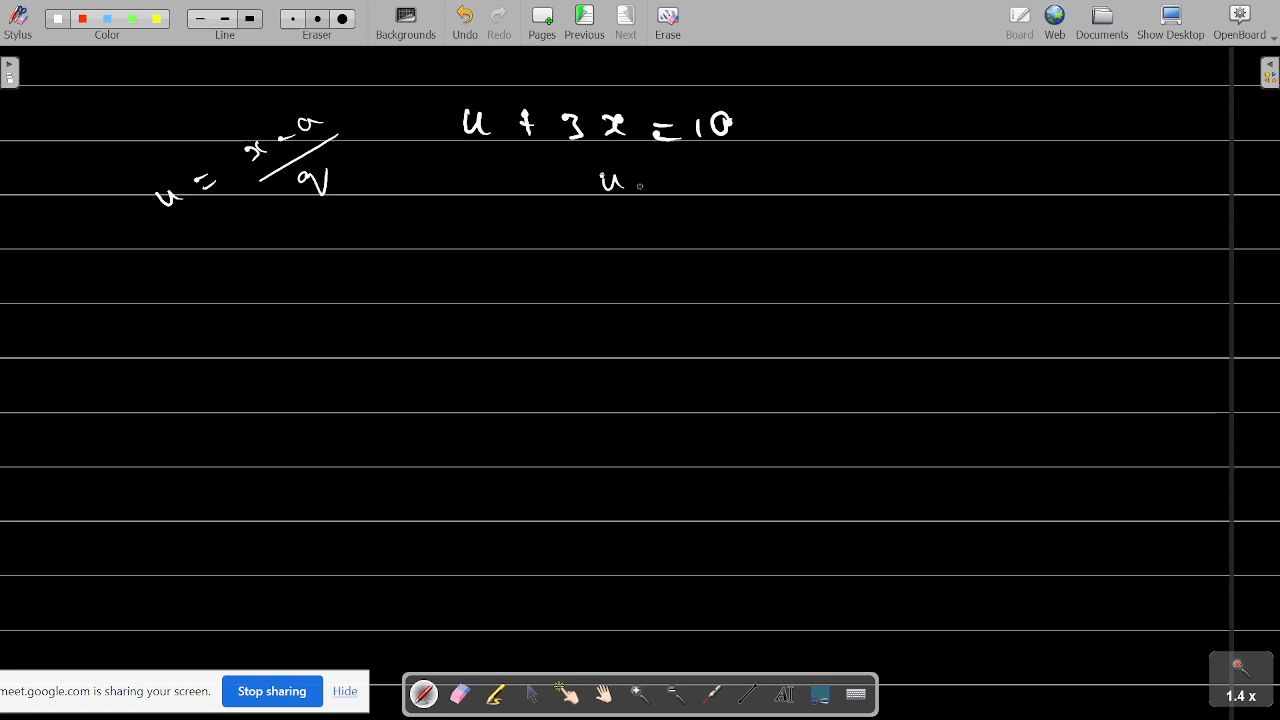 Stylus Color Line Eraser Backgrounds Undo Redo Pages Previous Next Erase Board Web Documents Show Desktop OpenBoard
u = x - a / q
u + 3x = 10
u
meet.google.com is sharing your screen. Stop sharing Hide
1.4 x